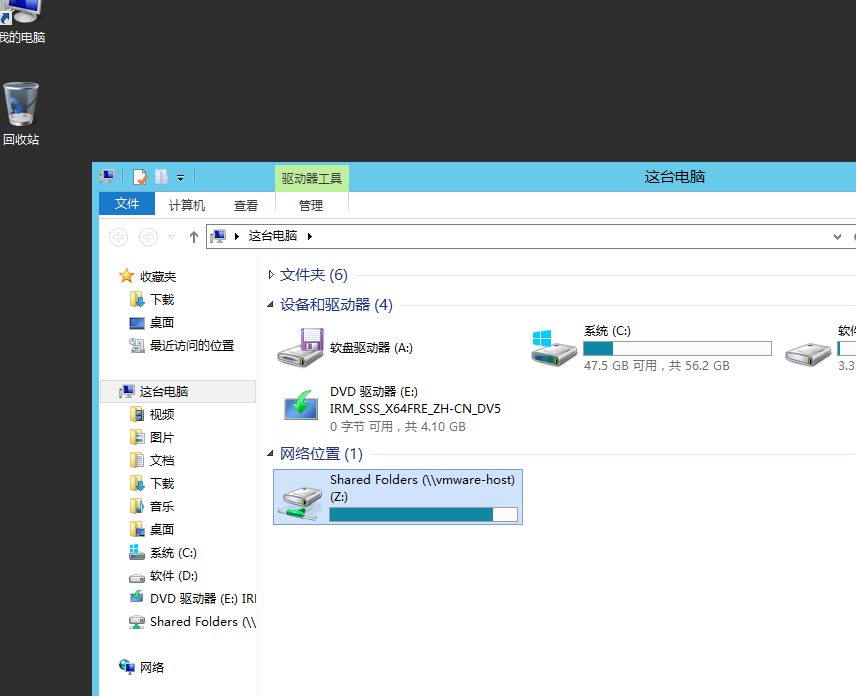 我的电脑
回收站
驱动器工具
这台电脑
文件
计算机
查看
管理
这台电脑
收藏夹
下载
桌面
最近访问的位置
这台电脑
视频
图片
文档
下载
音乐
桌面
系统 (C:)
软件 (D:)
DVD 驱动器 (E:) IRI
Shared Folders (\\
网络
文件夹 (6)
设备和驱动器 (4)
软盘驱动器 (A:)
系统 (C:)
47.5 GB 可用，共 56.2 GB
软件
3.3
DVD 驱动器 (E:)
IRM_SSS_X64FRE_ZH-CN_DV5
0 字节 可用，共 4.10 GB
网络位置 (1)
Shared Folders (\\vmware-host)
(Z:)